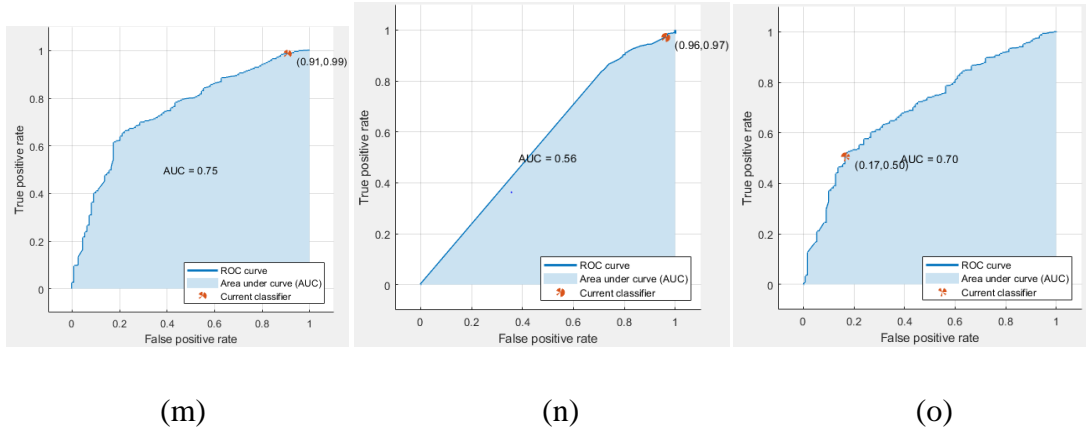 1
0.8
0.6
0.4
0.2
0
True positive rate
(0.91,0.99)
AUC = 0.75
ROC curve
Area under curve (AUC)
Current classifier
0 0.2 0.4 0.6 0.8 1
False positive rate
(m)
1
0.8
0.6
0.4
0.2
0
True positive rate
(0.96,0.97)
AUC = 0.56
ROC curve
Area under curve (AUC)
Current classifier
0 0.2 0.4 0.6 0.8 1
False positive rate
(n)
1
0.8
0.6
0.4
0.2
0
True positive rate
(0.17,0.50)
AUC = 0.70
ROC curve
Area under curve (AUC)
Current classifier
0 0.2 0.4 0.6 0.8 1
False positive rate
(o)